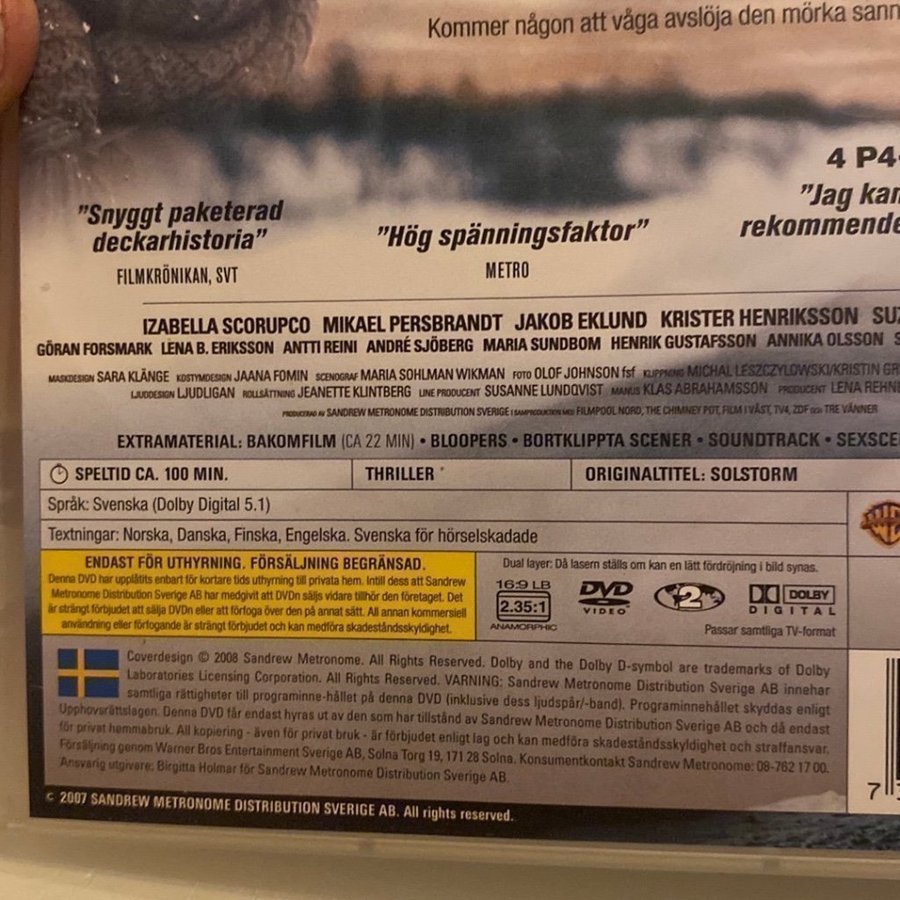 Kommer någon att våga avslöja den mörka sann
4 P4-
"Snyggt paketerad
deckarhistoria"
FILMKRÖNIKAN, SVT
"Hög spänningsfaktor"
METRO
"Jag kan
rekommende
IZABELLA SCORUPCO MIKAEL PERSBRANDT JAKOB EKLUND KRISTER HENRIKSSON SUZ
GÖRAN FORSMARK LENA B. ERIKSSON ANTTI REINI ANDRÉ SJÖBERG MARIA SUNDBOM HENRIK GUSTAFSSON ANNIKA OLSSON S
MASKDESIGN SARA KLÄNGE KOSTYMDESIGN JAANA FOMIN SCENOGRAF MARIA SOHLMAN WIKMAN FOTO OLOF JOHNSON fsf KLIPPNING MICHAL LESZCZYLOWSKI/KRISTIN GR
LJUDDESIGN LJUDLIGAN ROLLSÄTTNING JEANETTE KLINTBERG LINE PRODUCENT SUSANNE LUNDQVIST MANUS KLAS ABRAHAMSSON PRODUCENT LENA REHNB
PRODUCERAD AV SANDREW METRONOME DISTRIBUTION SVERIGE I SAMPRODUKTION MED FILMPOOL NORD, THE CHIMNEY POT, FILM I VÄST, TV4, ZDF OCH TRE VÄNNER
EXTRAMATERIAL: BAKOMFILM (CA 22 MIN) • BLOOPERS • BORTKLIPPTA SCENER • SOUNDTRACK • SEXSCE
SPELTID CA. 100 MIN. THRILLER ORIGINALTITEL: SOLSTORM
Språk: Svenska (Dolby Digital 5.1)
Textningar: Norska, Danska, Finska, Engelska. Svenska för hörselskadade
WB
ENDAST FÖR UTHYRNING. FÖRSÄLJNING BEGRÄNSAD.
Denna DVD har upplåtits enbart för kortare tids uthyrning till privata hem. Intill dess att Sandrew
Metronome Distribution Sverige AB har medgivit att DVDn säljs vidare tillhör den företaget. Det
är strängt förbjudet att sälja DVDn eller att förfoga över den på annat sätt. All annan kommersiell
användning eller förfogande är strängt förbjudet och kan medföra skadeståndsskyldighet.
Dual layer: Då lasern ställs om kan en lätt fördröjning i bild synas.
16:9 LB
2.35:1
ANAMORPHIC
DVD
VIDEO
2
DOLBY
DIGITAL
Passar samtliga TV-format
Coverdesign © 2008 Sandrew Metronome. All Rights Reserved. Dolby and the Dolby D-symbol are trademarks of Dolby
Laboratories Licensing Corporation. All Rights Reserved. VARNING: Sandrew Metronome Distribution Sverige AB innehar
samtliga rättigheter till programinne-hållet på denna DVD (inklusive dess ljudspår/-band). Programinnehållet skyddas enligt
Upphovsrättslagen. Denna DVD får endast hyras ut av den som har tillstånd av Sandrew Metronome Distribution Sverige AB och då endast
för privat hemmabruk. All kopiering - även för privat bruk - är förbjudet enligt lag och kan medföra skadeståndsskyldighet och straffansvar.
Försäljning genom Warner Bros Entertainment Sverige AB, Solna Torg 19, 171 28 Solna. Konsumentkontakt Sandrew Metronome: 08-762 17 00.
Ansvarig utgivare: Birgitta Holmar för Sandrew Metronome Distribution Sverige AB.
© 2007 SANDREW METRONOME DISTRIBUTION SVERIGE AB. All rights reserved.
7